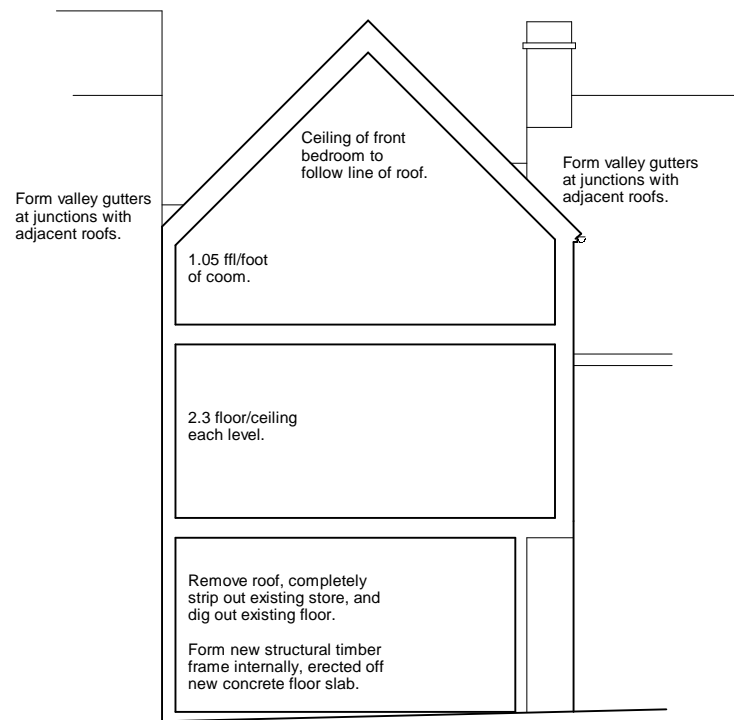 Ceiling of front
bedroom to
follow line of roof.
Form valley gutters
at junctions with
adjacent roofs.
Form valley gutters
at junctions with
adjacent roofs.
1.05 ffl/foot
of coom.
2.3 floor/ceiling
each level.
Remove roof, completely
strip out existing store, and
dig out existing floor.
Form new structural timber
frame internally, erected off
new concrete floor slab.